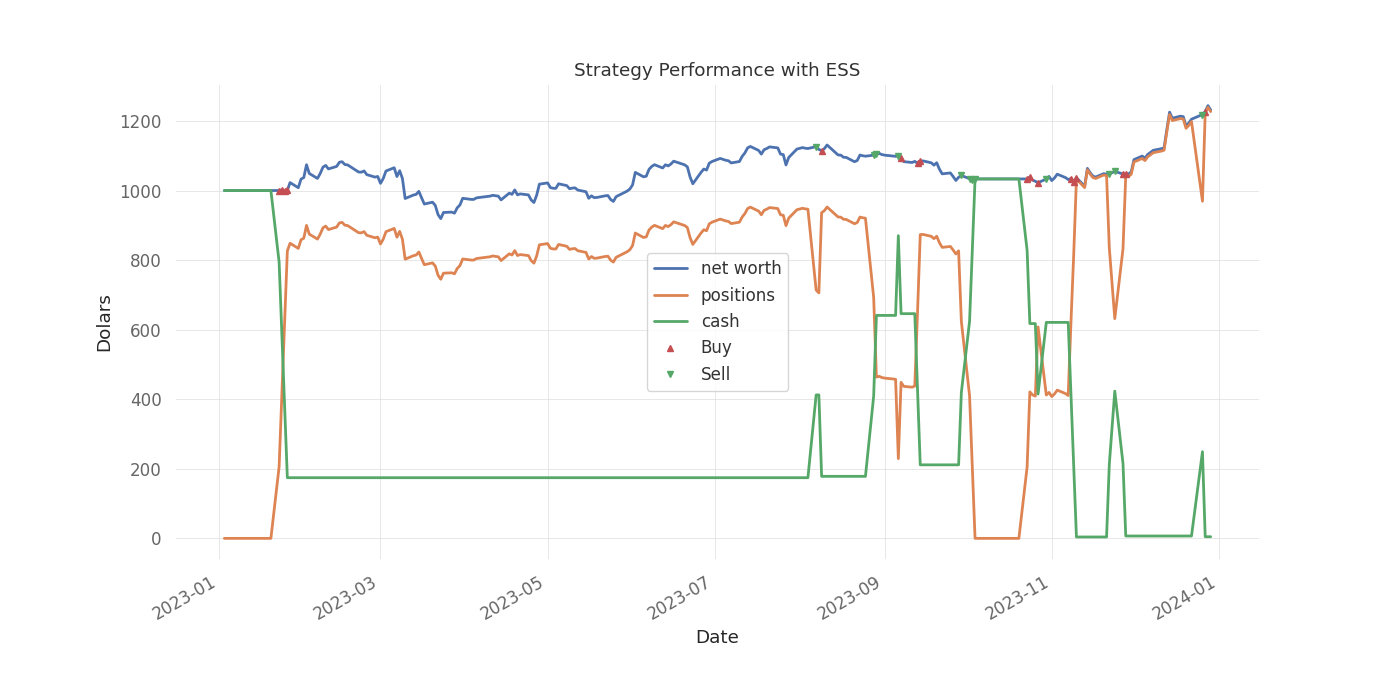 Strategy Performance with ESS
1200
1000
800
600
400
200
0
Dolars
net worth
positions
cash
Buy
Sell
2023-01
2023-03
2023-05
2023-07
2023-09
2023-11
2024-01
Date